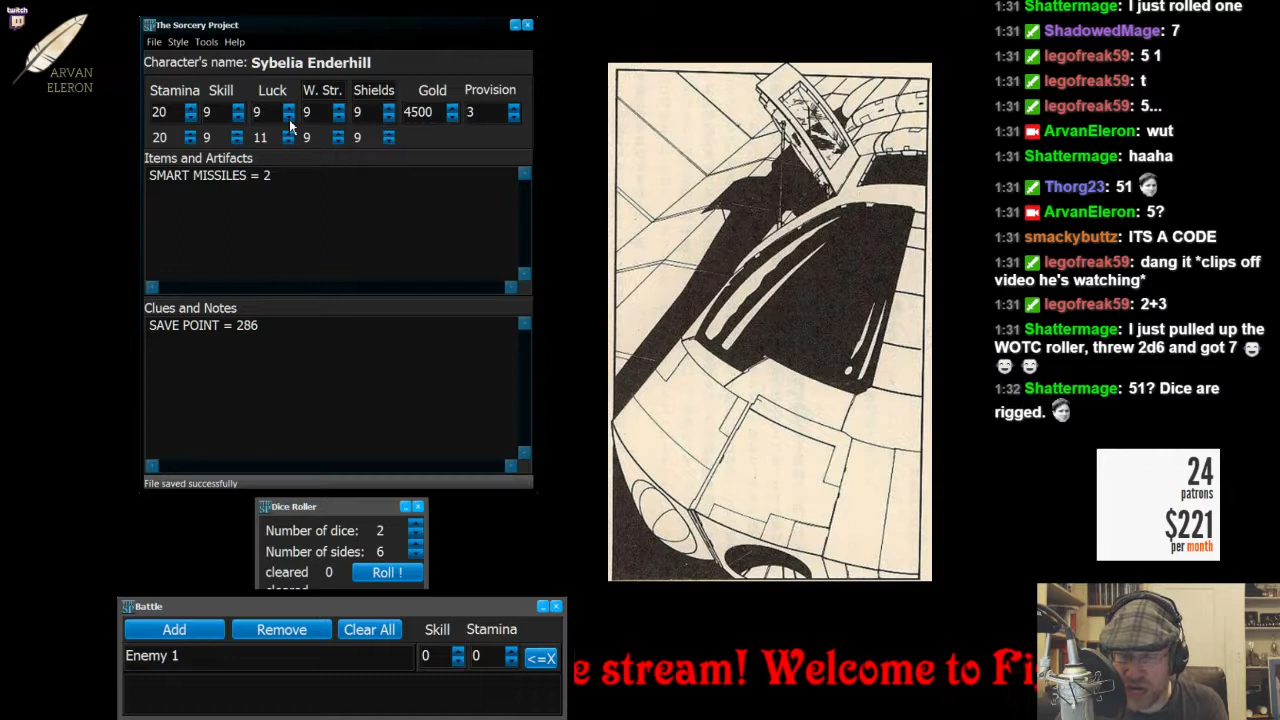 twitch
ARVAN
ELERON
The Sorcery Project
File Style Tools Help
Character's name: Sybelia Enderhill
Stamina Skill Luck W. Str. Shields Gold Provision
20 9 9 9 9 4500 3
20 9 11 9 9
Items and Artifacts
SMART MISSILES = 2
Clues and Notes
SAVE POINT = 286
File saved successfully
Dice Roller
Number of dice: 2
Number of sides: 6
cleared 0 Roll !
cleared
Battle
Add Remove Clear All Skill Stamina
Enemy 1 0 0 <=X
Shattermage: I just rolled one
1:31 ShadowedMage: 7
1:31 legofreak59: 5 1
1:31 legofreak59: t
1:31 legofreak59: 5...
1:31 ArvanEleron: wut
1:31 Shattermage: haaha
1:31 Thorg23: 51
1:31 ArvanEleron: 5?
1:31 smackybuttz: ITS A CODE
1:31 legofreak59: dang it *clips off
video he's watching*
1:31 legofreak59: 2+3
1:31 Shattermage: I just pulled up the
WOTC roller, threw 2d6 and got 7
1:32 Shattermage: 51? Dice are
rigged.
24
patrons
$221
per month
e stream! Welcome to Fi